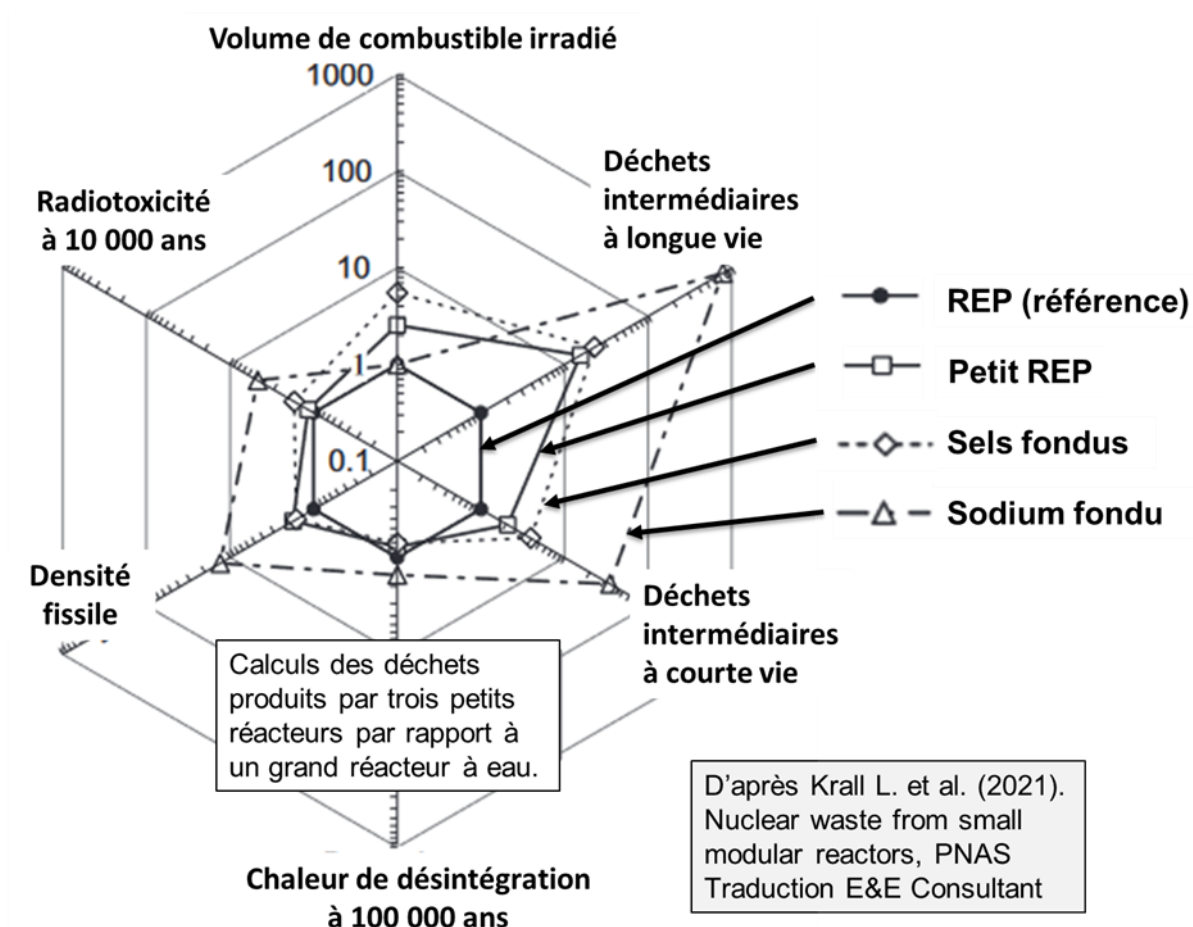 Volume de combustible irradié
1000
100
10
1
0.1
Déchets
intermédiaires
à longue vie
Radiotoxicité
à 10 000 ans
REP (référence)
Petit REP
Sels fondus
Sodium fondu
Densité
fissile
Déchets
intermédiaires
à courte vie
Calculs des déchets
produits par trois petits
réacteurs par rapport à
un grand réacteur à eau.
D'après Krall L. et al. (2021).
Nuclear waste from small
modular reactors, PNAS
Traduction E&E Consultant
Chaleur de désintégration
à 100 000 ans